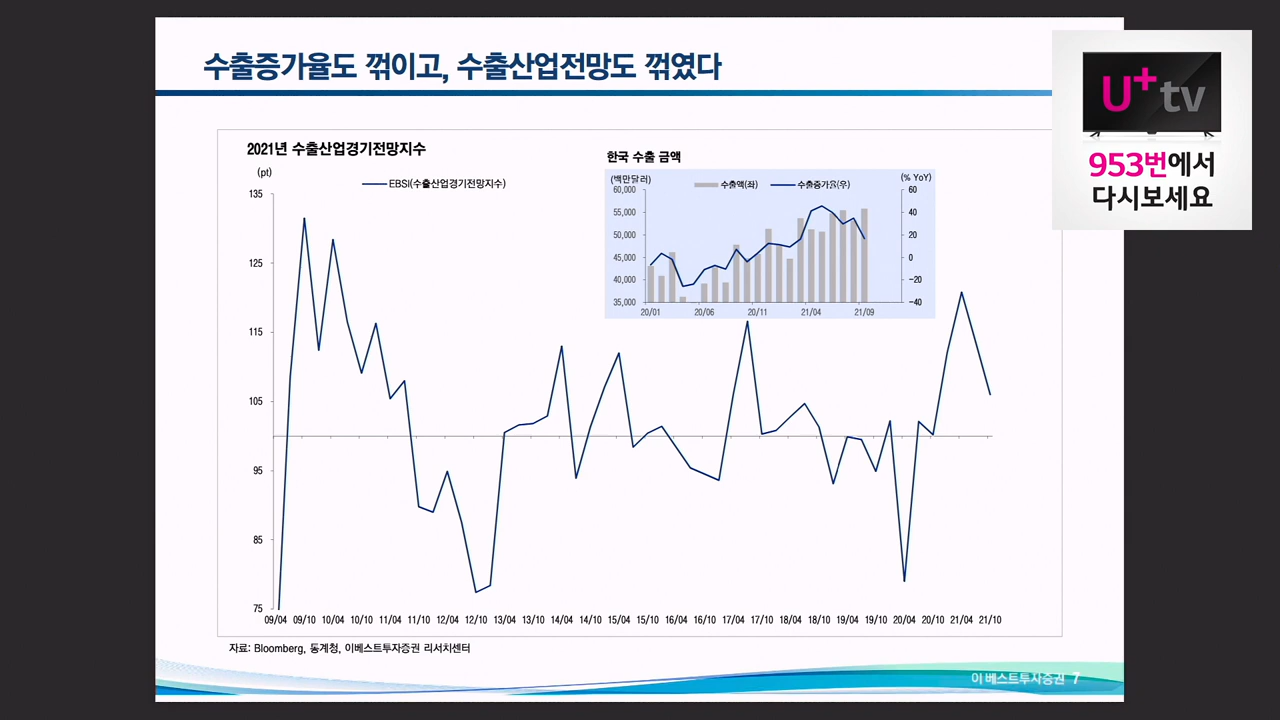 수출증가율도 꺾이고, 수출산업전망도 꺾였다
U+tv
953번에서
다시보세요
2021년 수출산업경기전망지수
(pt)
EBSI(수출산업경기전망지수)
135
125
115
105
95
85
75
09/04 09/10 10/04 10/10 11/04 11/10 12/04 12/10 13/04 13/10 14/04 14/10 15/04 15/10 16/04 16/10 17/04 17/10 18/04 18/10 19/04 19/10 20/04 20/10 21/04 21/10
한국 수출 금액
(백만달러) 수출액(좌) 수출증가율(우) (% YoY)
60,000 60
55,000 40
50,000 20
45,000 0
40,000 -20
35,000 -40
20/01 20/06 20/11 21/04 21/09
자료: Bloomberg, 통계청, 이베스트투자증권 리서치센터
이베스트투자증권 7